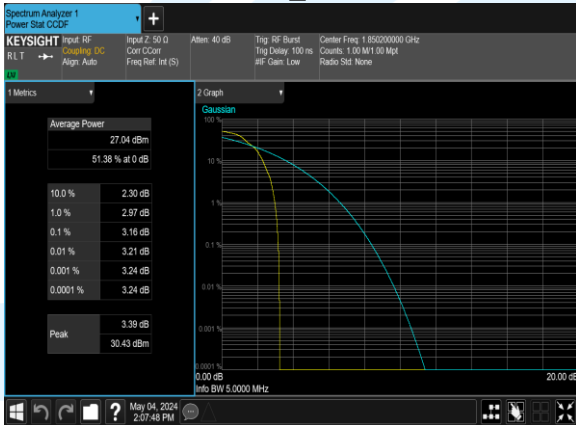 Spectrum Analyzer 1
Power Stat CCDF
+
KEYSIGHT
R L T
LXI
Input: RF
Coupling: DC
Align: Auto
Input Z: 50 Ω
Corr CCorr
Freq Ref: Int (S)
Atten: 40 dB
Trig: RF Burst
Trig Delay: 100 ns
#IF Gain: Low
Center Freq: 1.850200000 GHz
Counts: 1.00 M/1.00 Mpt
Radio Std: None
1 Metrics
Average Power
27.04 dBm
51.38 % at 0 dB
10.0 % 2.30 dB
1.0 % 2.97 dB
0.1 % 3.16 dB
0.01 % 3.21 dB
0.001 % 3.24 dB
0.0001 % 3.24 dB
Peak
3.39 dB
30.43 dBm
2 Graph
Gaussian
100 %
10 %
1 %
0.1 %
0.01 %
0.001 %
0.0001 %
0.00 dB 20.00 dB
Info BW 5.0000 MHz
?
May 04, 2024
2:07:48 PM